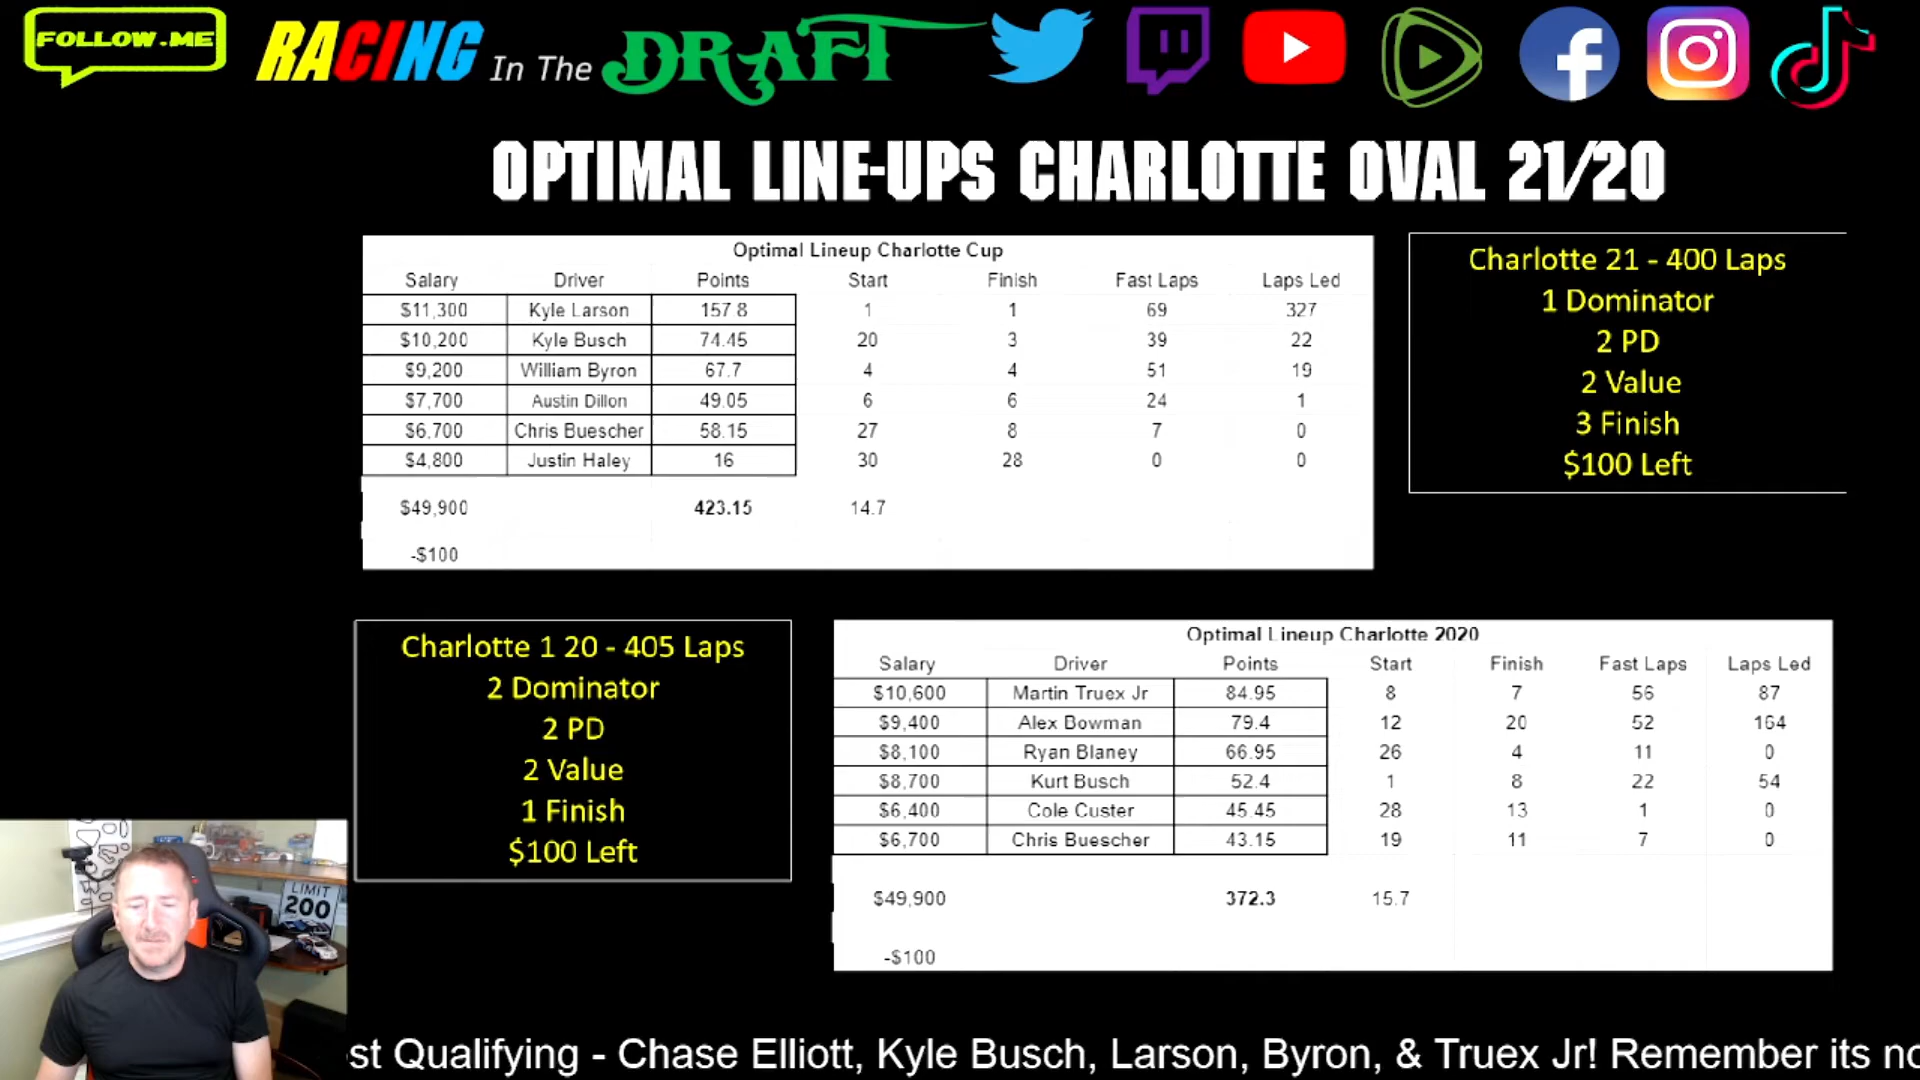 FOLLOW.ME
RACING In The DRAFT
OPTIMAL LINE-UPS CHARLOTTE OVAL 21/20
Optimal Lineup Charlotte Cup
Salary Driver Points Start Finish Fast Laps Laps Led
$11,300 Kyle Larson 157 8 1 1 69 327
$10,200 Kyle Busch 74.45 20 3 39 22
$9,200 William Byron 67.7 4 4 51 19
$7,700 Austin Dillon 49.05 6 6 24 1
$6,700 Chris Buescher 58.15 27 8 7 0
$4,800 Justin Haley 16 30 28 0 0
$49,900 423.15 14.7
-$100
Charlotte 21 - 400 Laps
1 Dominator
2 PD
2 Value
3 Finish
$100 Left
Charlotte 1 20 - 405 Laps
2 Dominator
2 PD
2 Value
1 Finish
$100 Left
Optimal Lineup Charlotte 2020
Salary Driver Points Start Finish Fast Laps Laps Led
$10,600 Martin Truex Jr 84.95 8 7 56 87
$9,400 Alex Bowman 79.4 12 20 52 164
$8,100 Ryan Blaney 66.95 26 4 11 0
$8,700 Kurt Busch 52.4 1 8 22 54
$6,400 Cole Custer 45.45 28 13 1 0
$6,700 Chris Buescher 43.15 19 11 7 0
$49,900 372.3 15.7
-$100
LIMIT
200
st Qualifying - Chase Elliott, Kyle Busch, Larson, Byron, & Truex Jr! Remember its no